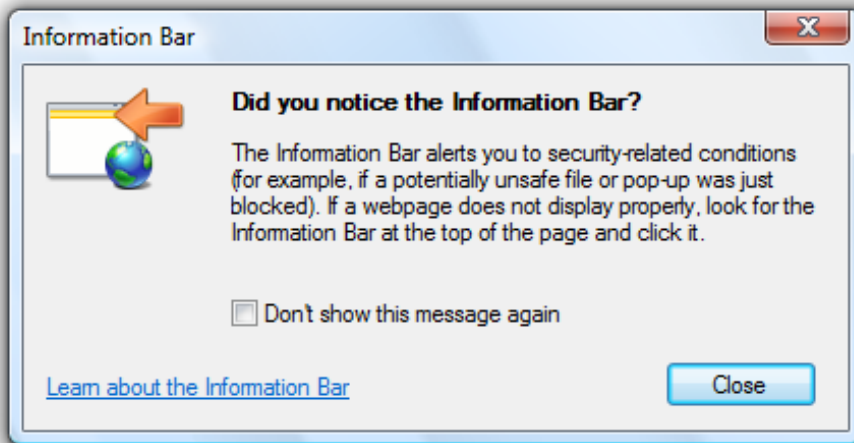 Information Bar
Did you notice the Information Bar?
The Information Bar alerts you to security-related conditions
(for example, if a potentially unsafe file or pop-up was just
blocked). If a webpage does not display properly, look for the
Information Bar at the top of the page and click it.
Don't show this message again
Learn about the Information Bar
Close